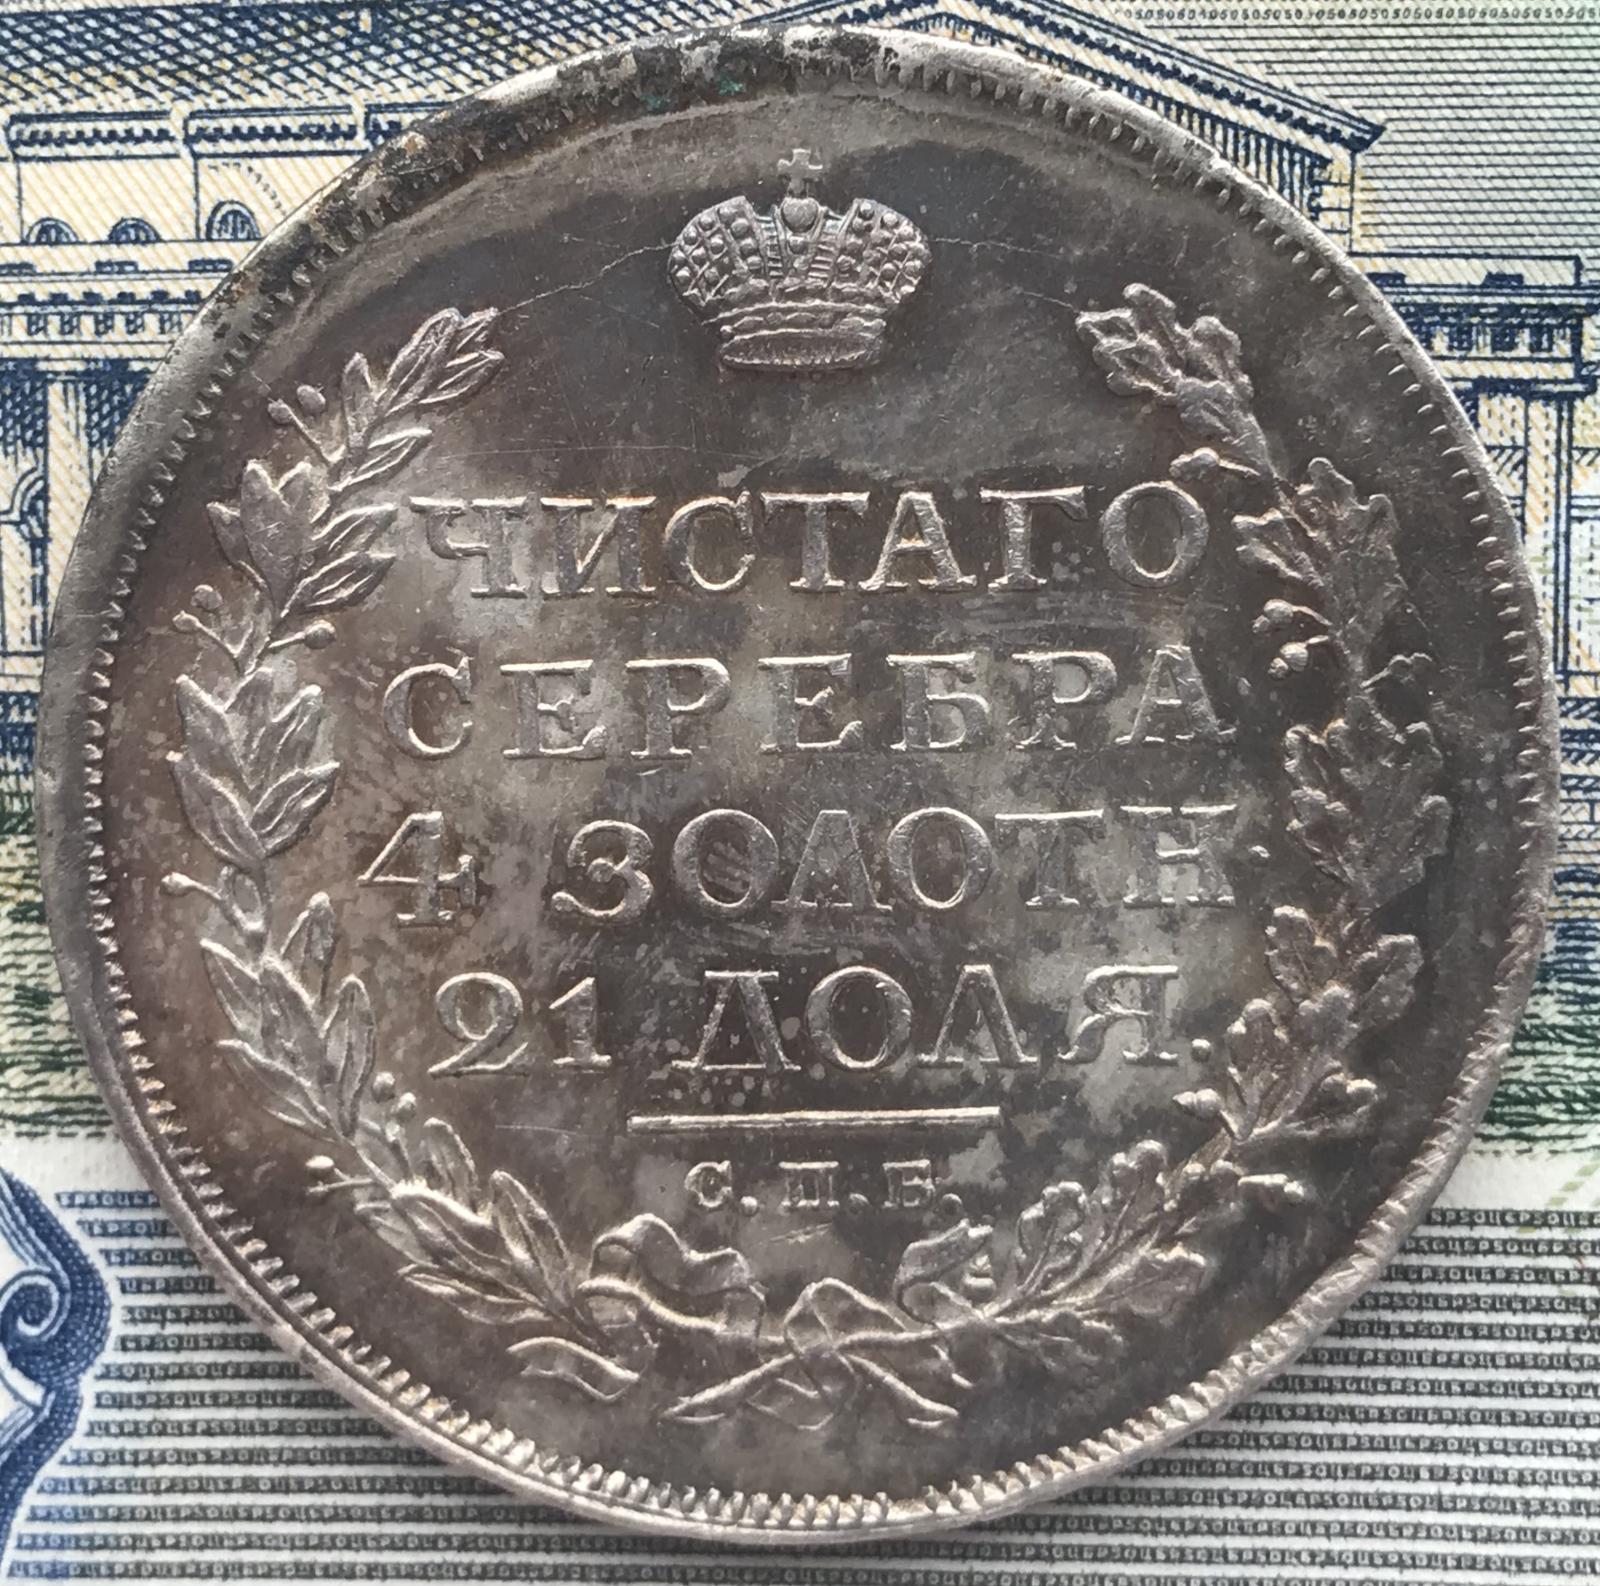 ЧИСТАГО
СЕРЕБРА
4 ЗОЛОТН·
21 ДОЛЯ.
С. П. Б.